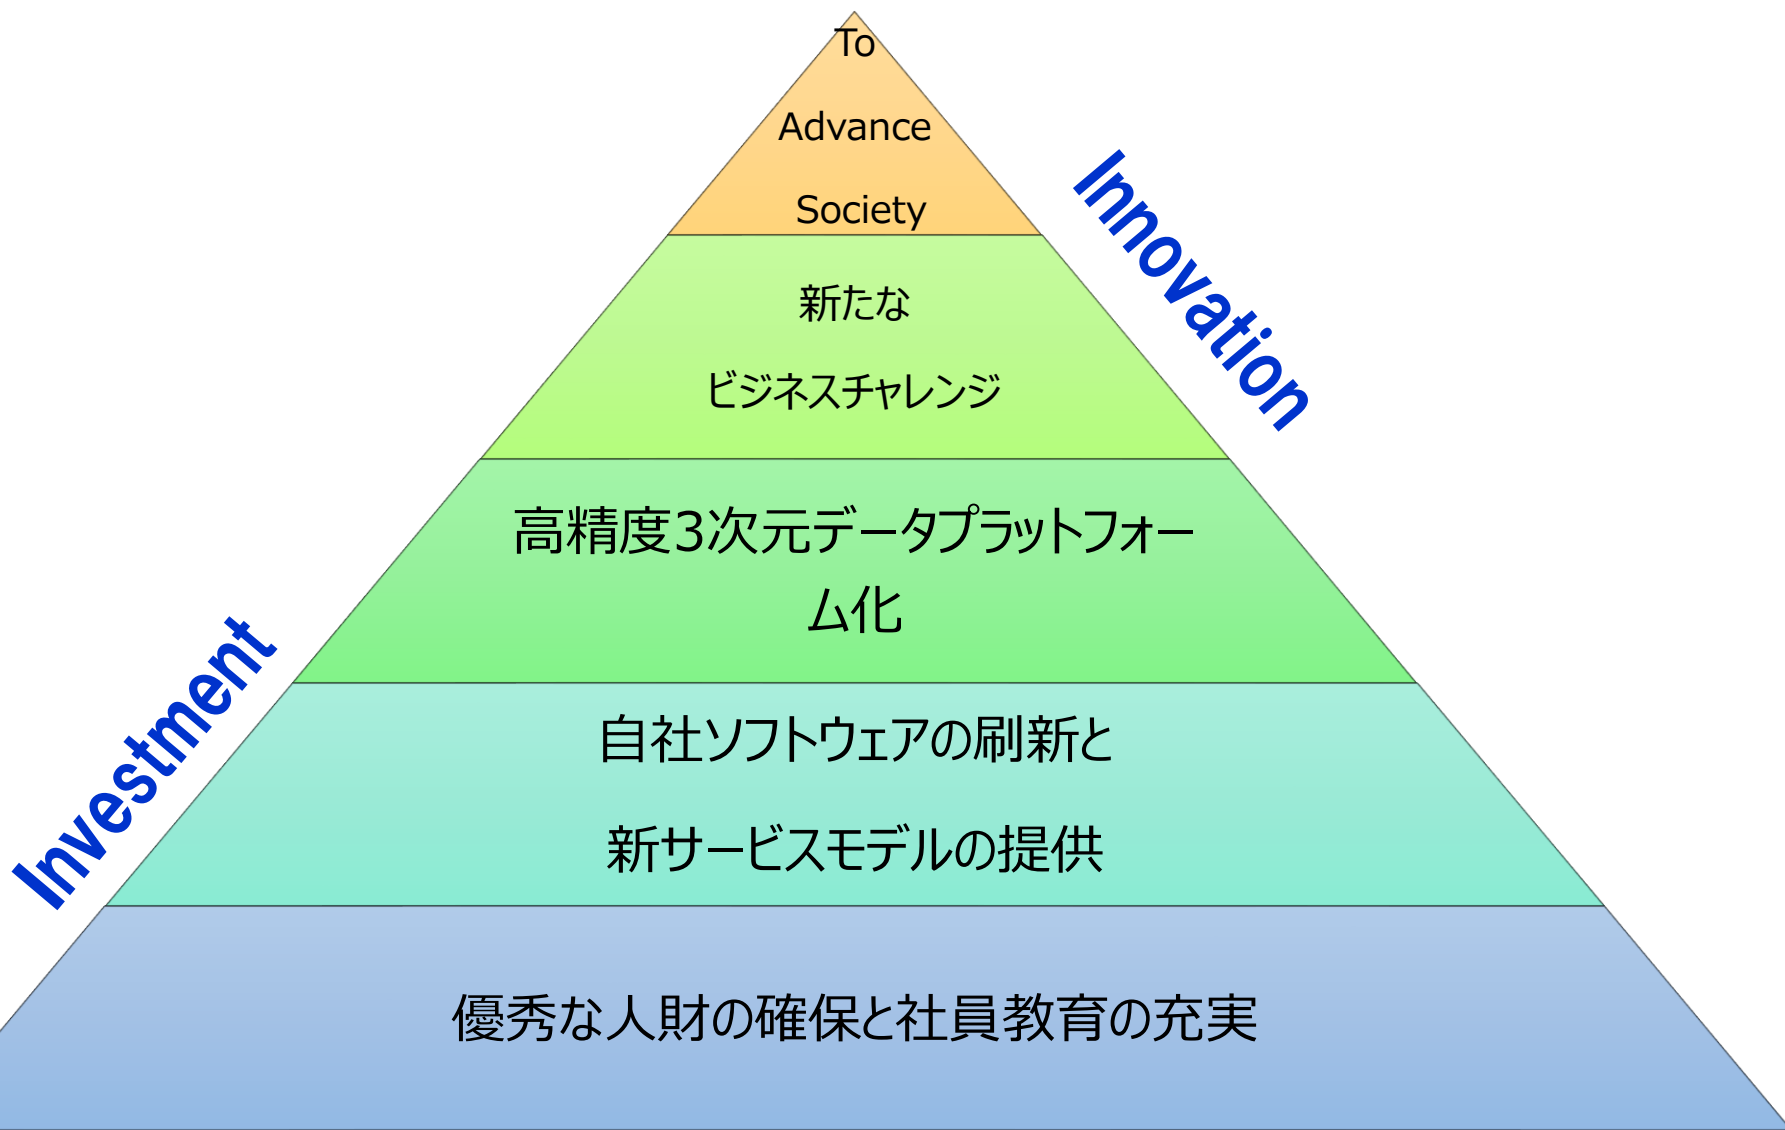 To
Advance
Society
Innovation
新たな
ビジネスチャレンジ
高精度3次元データプラットフォー
ム化
Investment
自社ソフトウェアの刷新と
新サービスモデルの提供
優秀な人財の確保と社員教育の充実